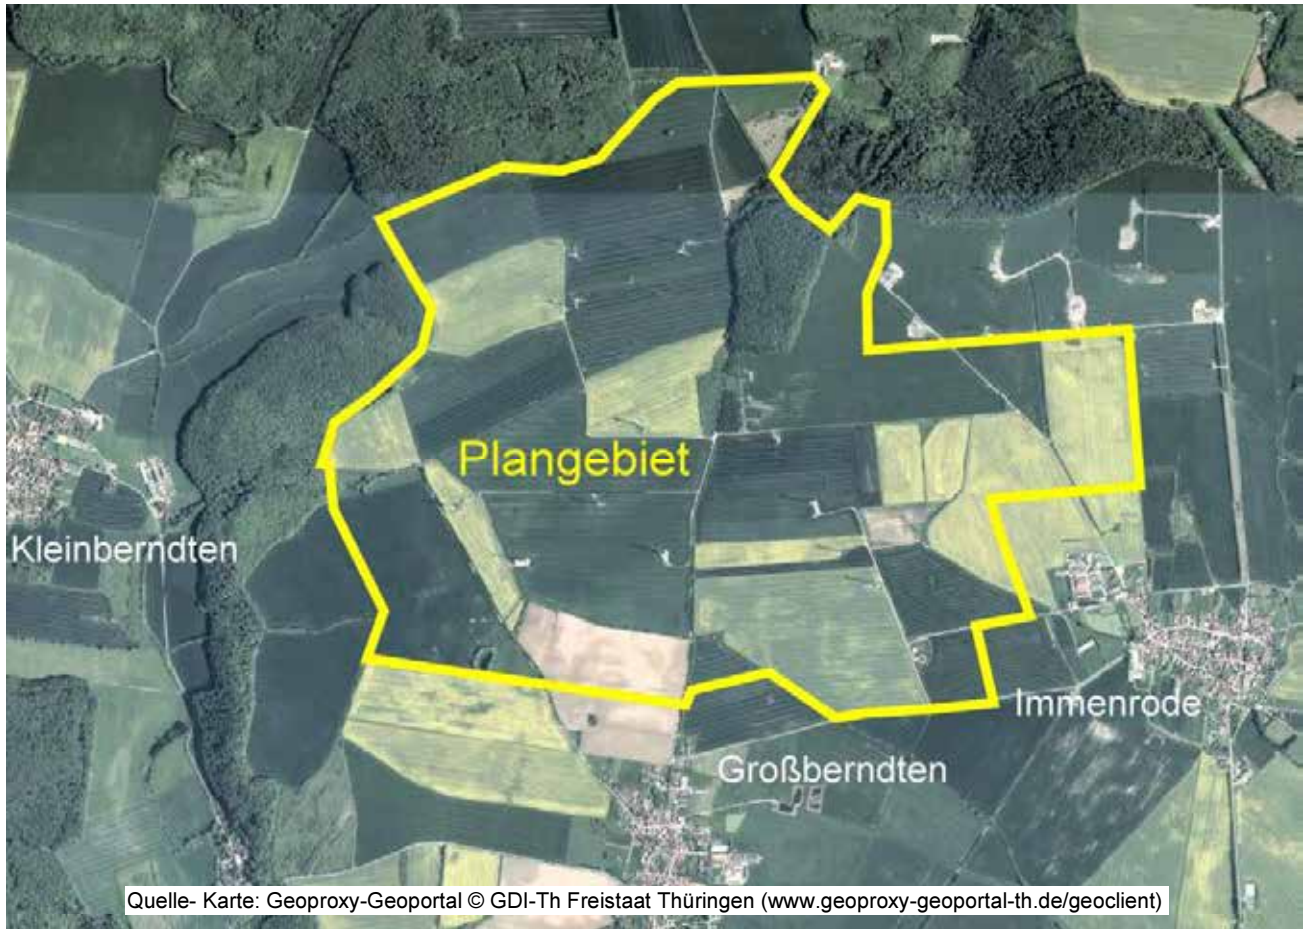 Plangebiet
Kleinberndten
Immenrode
Großberndten
Quelle- Karte: Geoproxy-Geoportal © GDI-Th Freistaat Thüringen (www.geoproxy-geoportal-th.de/geoclient)